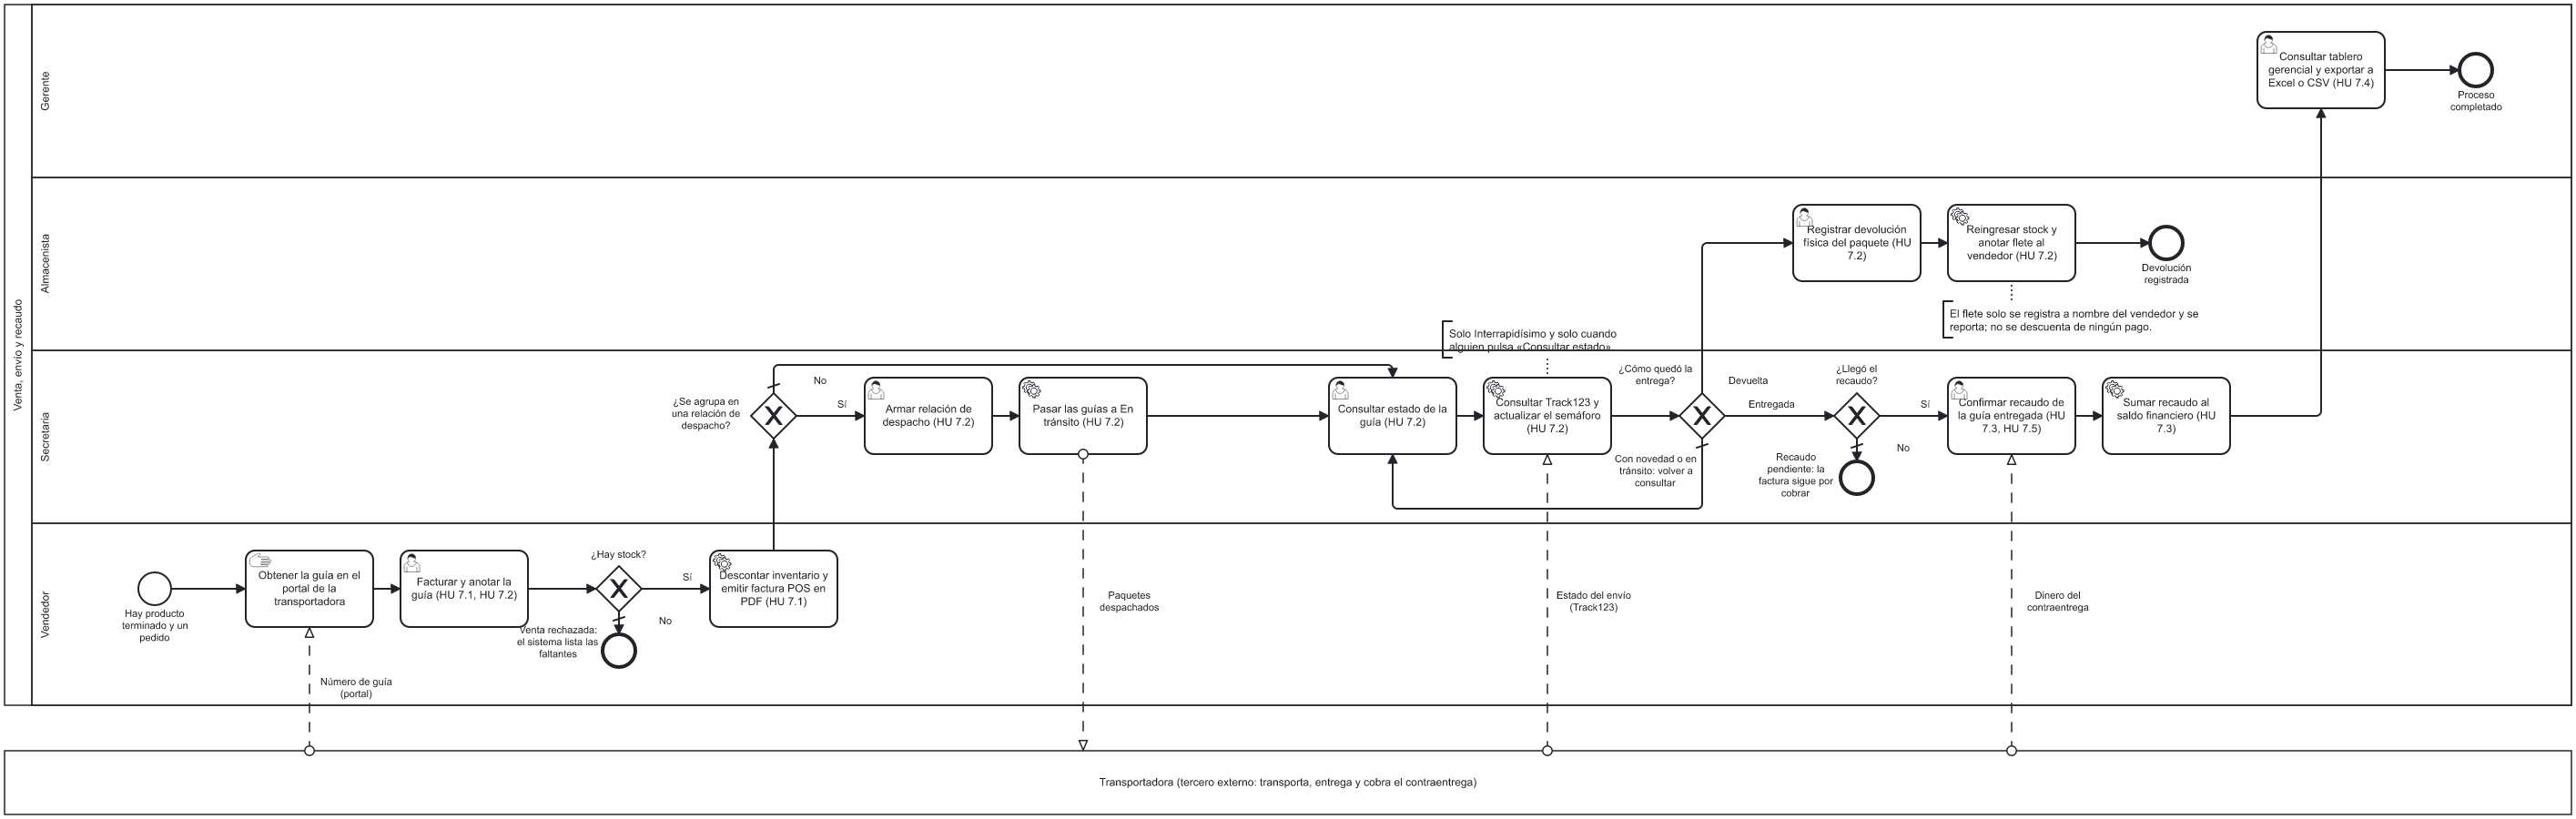 Venta, envío y recaudo
Gerente
Consultar tablero
gerencial y exportar a
Excel o CSV (HU 7.4)
Proceso
completado
Almacenista
Registrar devolución
física del paquete (HU
7.2)
Reingresar stock y
anotar flete al
vendedor (HU 7.2)
Devolución
registrada
El flete solo se registra a nombre del vendedor y se
reporta; no se descuenta de ningún pago.
Solo Interrapidísimo y solo cuando
alguien pulsa «Consultar estado»
Secretaria
¿Se agrupa en
una relación de
despacho?
No
Sí
Armar relación de
despacho (HU 7.2)
Pasar las guías a En
tránsito (HU 7.2)
Consultar estado de la
guía (HU 7.2)
Consultar Track123 y
actualizar el semáforo
(HU 7.2)
¿Cómo quedó la
entrega?
Devuelta
Entregada
Con novedad o en
tránsito: volver a
consultar
¿Llegó el
recaudo?
Sí
No
Recaudo
pendiente: la
factura sigue por
cobrar
Confirmar recaudo de
la guía entregada (HU
7.3, HU 7.5)
Sumar recaudo al
saldo financiero (HU
7.3)
Vendedor
Hay producto
terminado y un
pedido
Obtener la guía en el
portal de la
transportadora
Facturar y anotar la
guía (HU 7.1, HU 7.2)
¿Hay stock?
Sí
No
Venta rechazada:
el sistema lista las
faltantes
Descontar inventario y
emitir factura POS en
PDF (HU 7.1)
Número de guía
(portal)
Paquetes
despachados
Estado del envío
(Track123)
Dinero del
contraentrega
Transportadora (tercero externo: transporta, entrega y cobra el contraentrega)